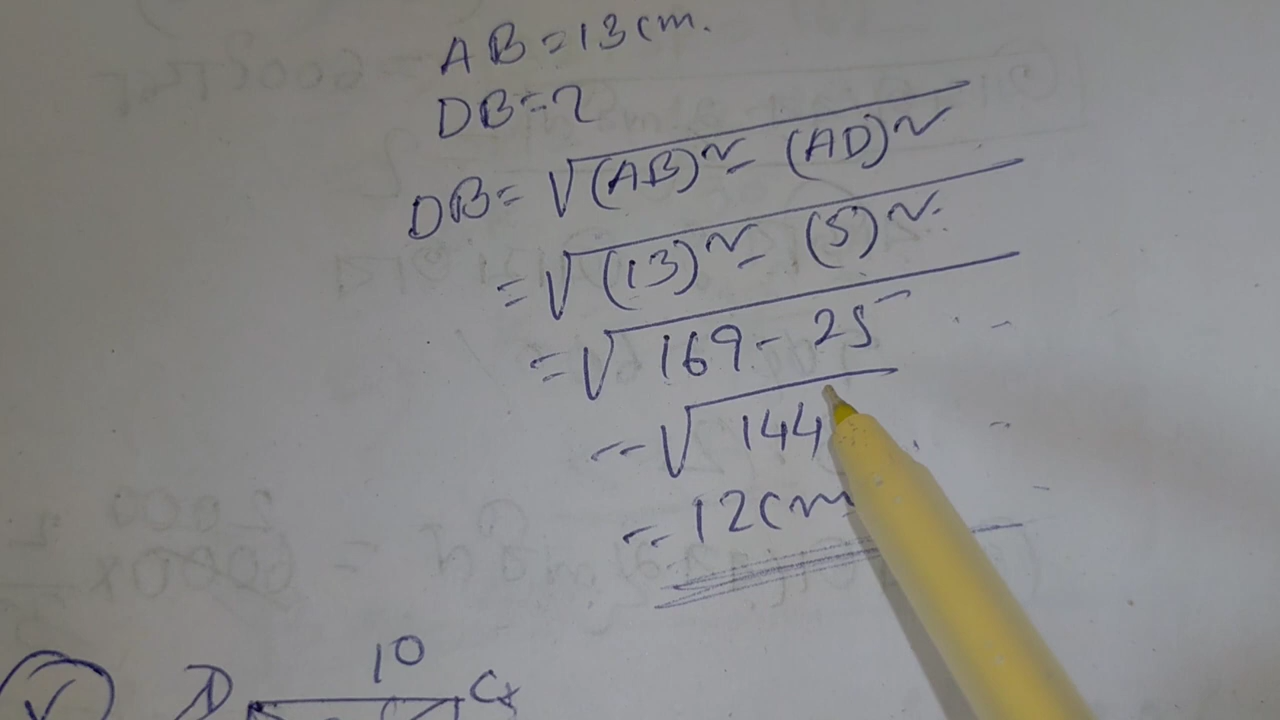 AB = 13 cm.
DB = ?
DB = √(AB)² - (AD)²
= √(13)² - (5)²
= √169 - 25
= √144
= 12 cm
10
D